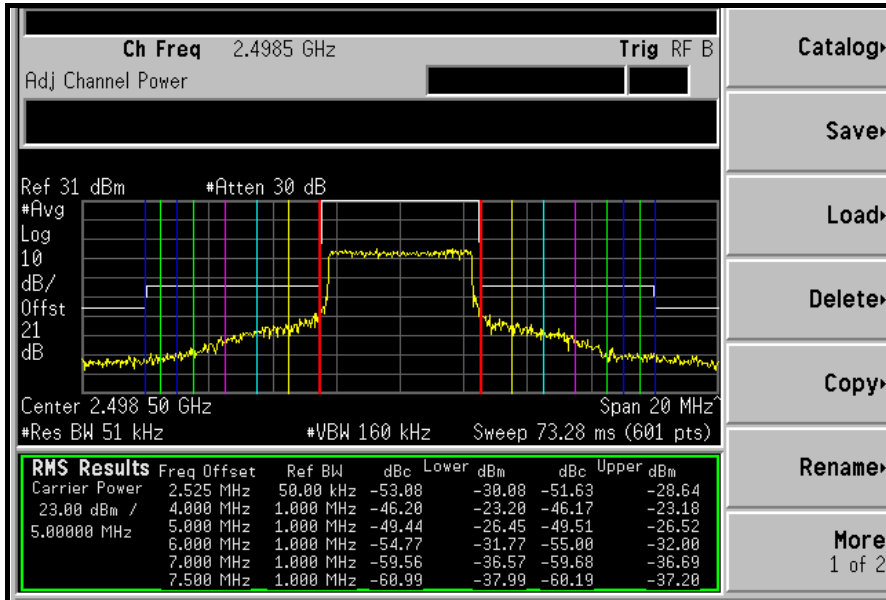 Ch Freq 2.4985 GHz Trig RF B
Adj Channel Power
Ref 31 dBm #Atten 30 dB
#Avg
Log
10
dB/
Offst
21
dB
Center 2.498 50 GHz Span 20 MHz^
#Res BW 51 kHz #VBW 160 kHz Sweep 73.28 ms (601 pts)
RMS Results Freq Offset Ref BW dBc Lower dBm dBc Upper dBm
Carrier Power 2.525 MHz 50.00 kHz -53.08 -30.08 -51.63 -28.64
23.00 dBm / 4.000 MHz 1.000 MHz -46.20 -23.20 -46.17 -23.18
5.00000 MHz 5.000 MHz 1.000 MHz -49.44 -26.45 -49.51 -26.52
6.000 MHz 1.000 MHz -54.77 -31.77 -55.00 -32.00
7.000 MHz 1.000 MHz -59.56 -36.57 -59.68 -36.69
7.500 MHz 1.000 MHz -60.99 -37.99 -60.19 -37.20
Catalog
Save
Load
Delete
Copy
Rename
More
1 of 2